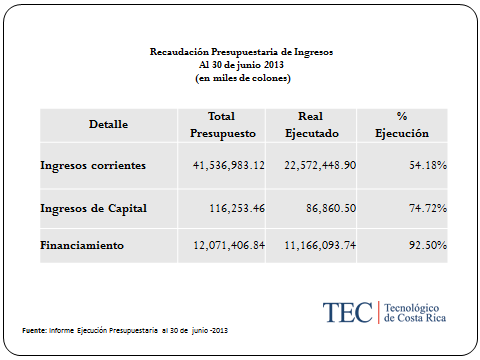 Recaudación Presupuestaria de Ingresos
Al 30 de junio 2013
(en miles de colones)
Detalle Total Presupuesto Real Ejecutado % Ejecución
Ingresos corrientes 41,536,983.12 22,572,448.90 54.18%
Ingresos de Capital 116,253.46 86,860.50 74.72%
Financiamiento 12,071,406.84 11,166,093.74 92.50%
TEC Tecnológico
de Costa Rica
Fuente: Informe Ejecución Presupuestaria al 30 de junio -2013